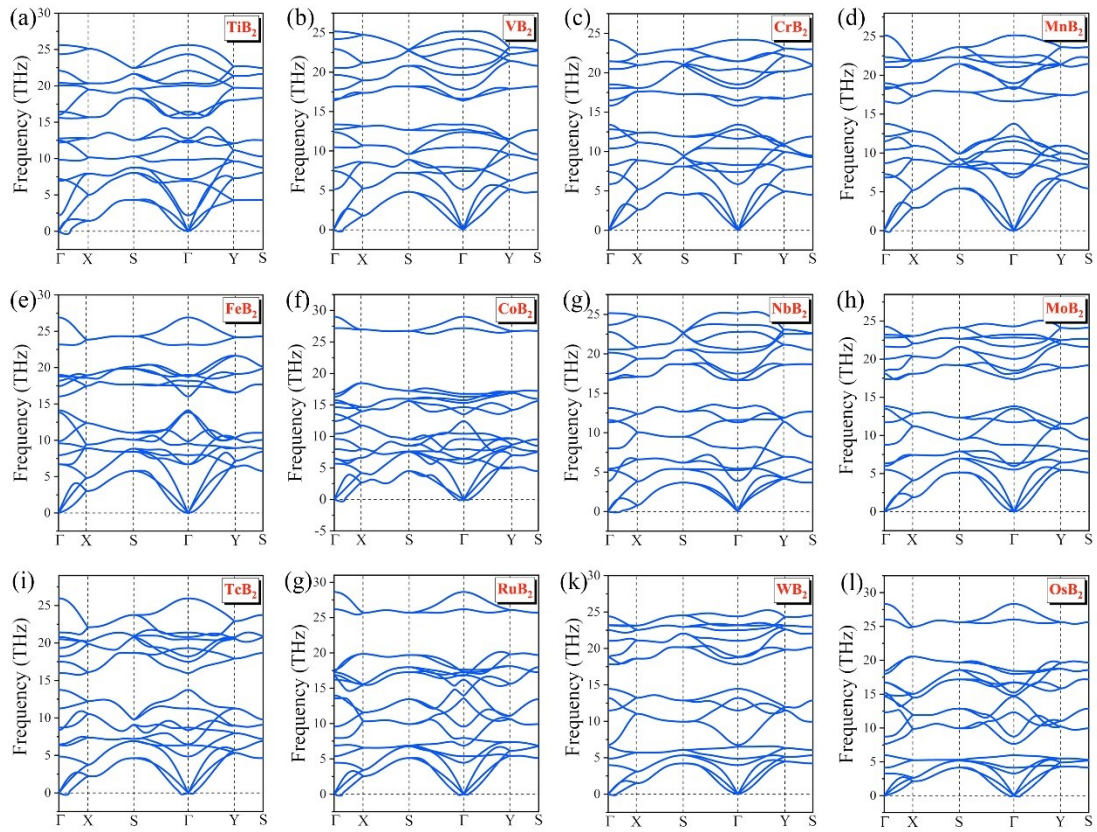 (a)
TiB₂
Frequency (THz)
30
25
20
15
10
5
0
Γ X S Γ Y S
(b)
VB₂
Frequency (THz)
25
20
15
10
5
0
Γ X S Γ Y S
(c)
CrB₂
Frequency (THz)
25
20
15
10
5
0
Γ X S Γ Y S
(d)
MnB₂
Frequency (THz)
25
20
15
10
5
0
Γ X S Γ Y S
(e)
FeB₂
Frequency (THz)
30
25
20
15
10
5
0
Γ X S Γ Y S
(f)
CoB₂
Frequency (THz)
30
25
20
15
10
5
0
-5
Γ X S Γ Y S
(g)
NbB₂
Frequency (THz)
25
20
15
10
5
0
Γ X S Γ Y S
(h)
MoB₂
Frequency (THz)
25
20
15
10
5
0
Γ X S Γ Y S
(i)
TcB₂
Frequency (THz)
25
20
15
10
5
0
Γ X S Γ Y S
(g)
RuB₂
Frequency (THz)
30
25
20
15
10
5
0
Γ X S Γ Y S
(k)
WB₂
Frequency (THz)
30
25
20
15
10
5
0
Γ X S Γ Y S
(l)
OsB₂
Frequency (THz)
30
25
20
15
10
5
0
Γ X S Γ Y S